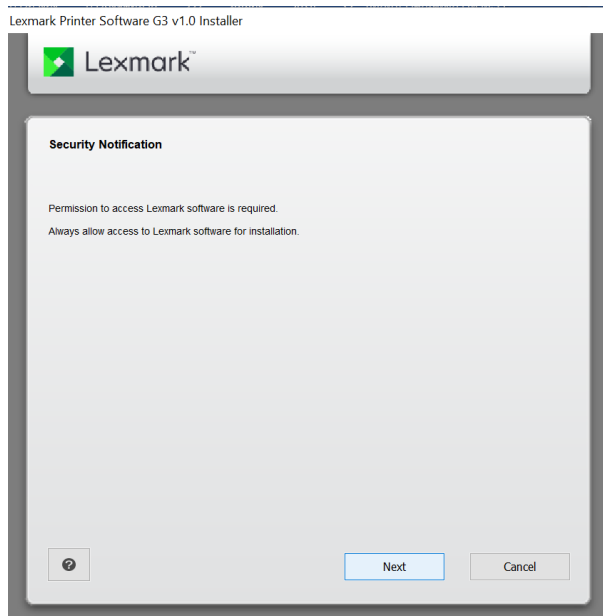 Lexmark Printer Software G3 v1.0 Installer
Lexmark™
Security Notification
Permission to access Lexmark software is required.
Always allow access to Lexmark software for installation.
?
Next
Cancel